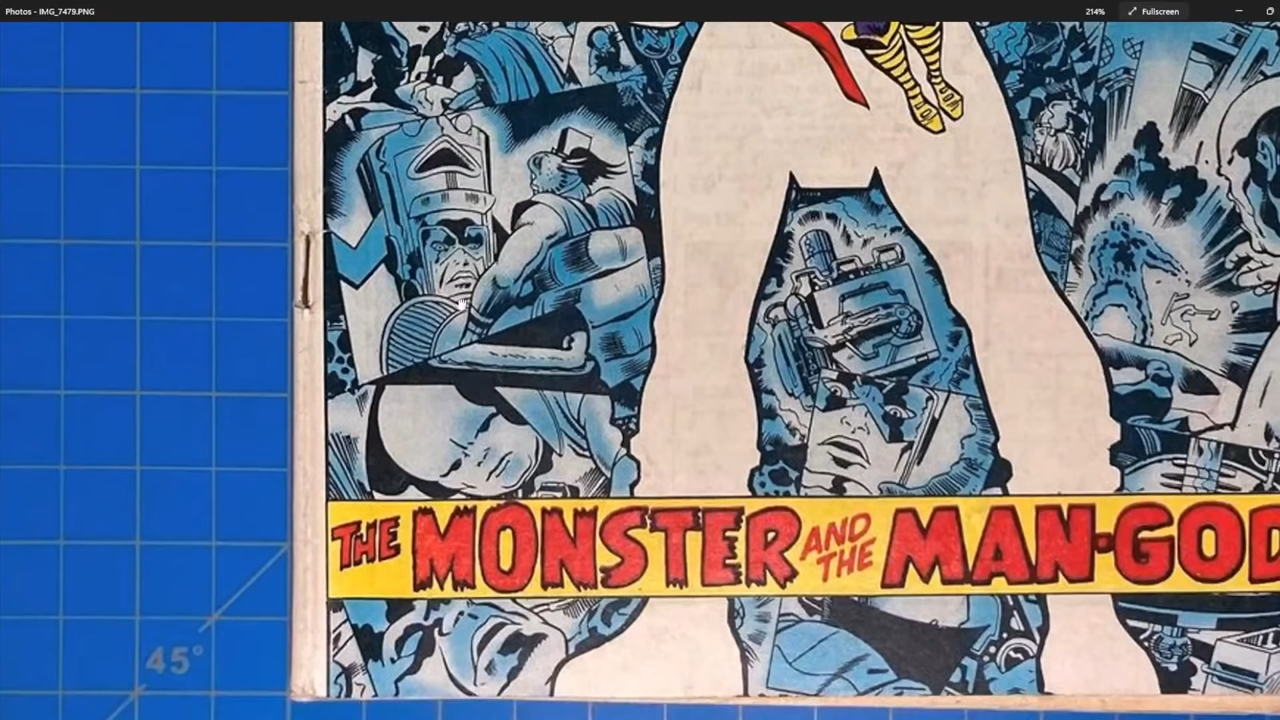 Photos - IMG_7479.PNG
214%
Fullscreen
THE MONSTER AND THE MAN-GOD
45°